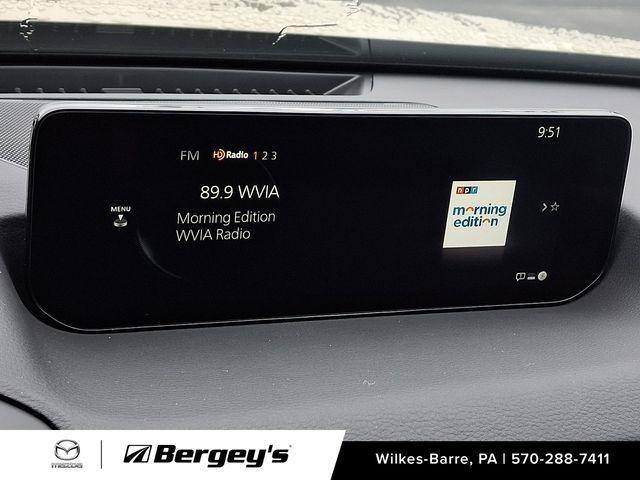 9:51
FM HD Radio 1 2 3
89.9 WVIA
MENU
Morning Edition
WVIA Radio
npr
morning
edition
mazda
Bergey's
Wilkes-Barre, PA | 570-288-7411